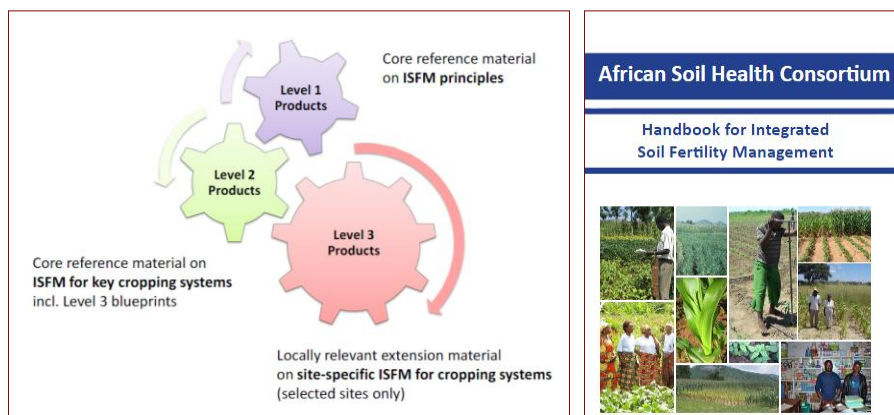 Core reference material
on ISFM principles
Level 1
Products
Level 2
Products
Level 3
Products
Core reference material on
ISFM for key cropping systems
incl. Level 3 blueprints
Locally relevant extension material
on site-specific ISFM for cropping systems
(selected sites only)
African Soil Health Consortium
Handbook for Integrated
Soil Fertility Management